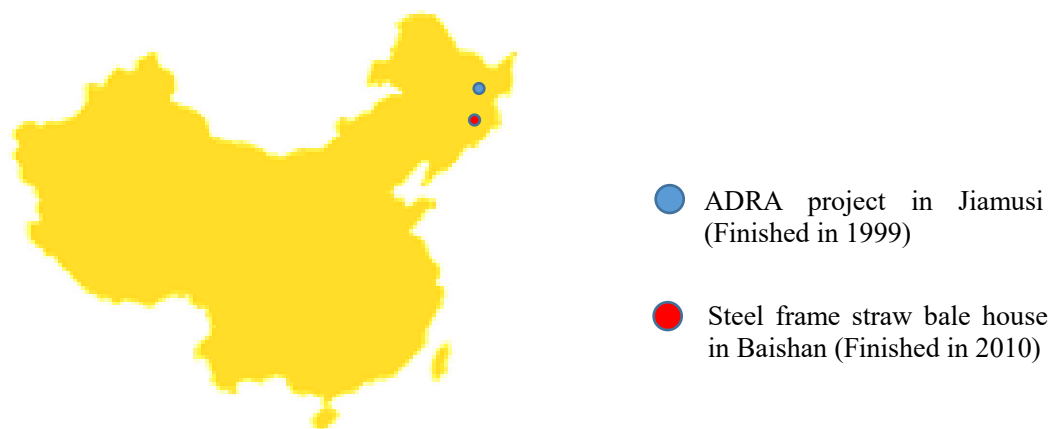 ADRA project in Jiamusi
(Finished in 1999)
Steel frame straw bale house
in Baishan (Finished in 2010)